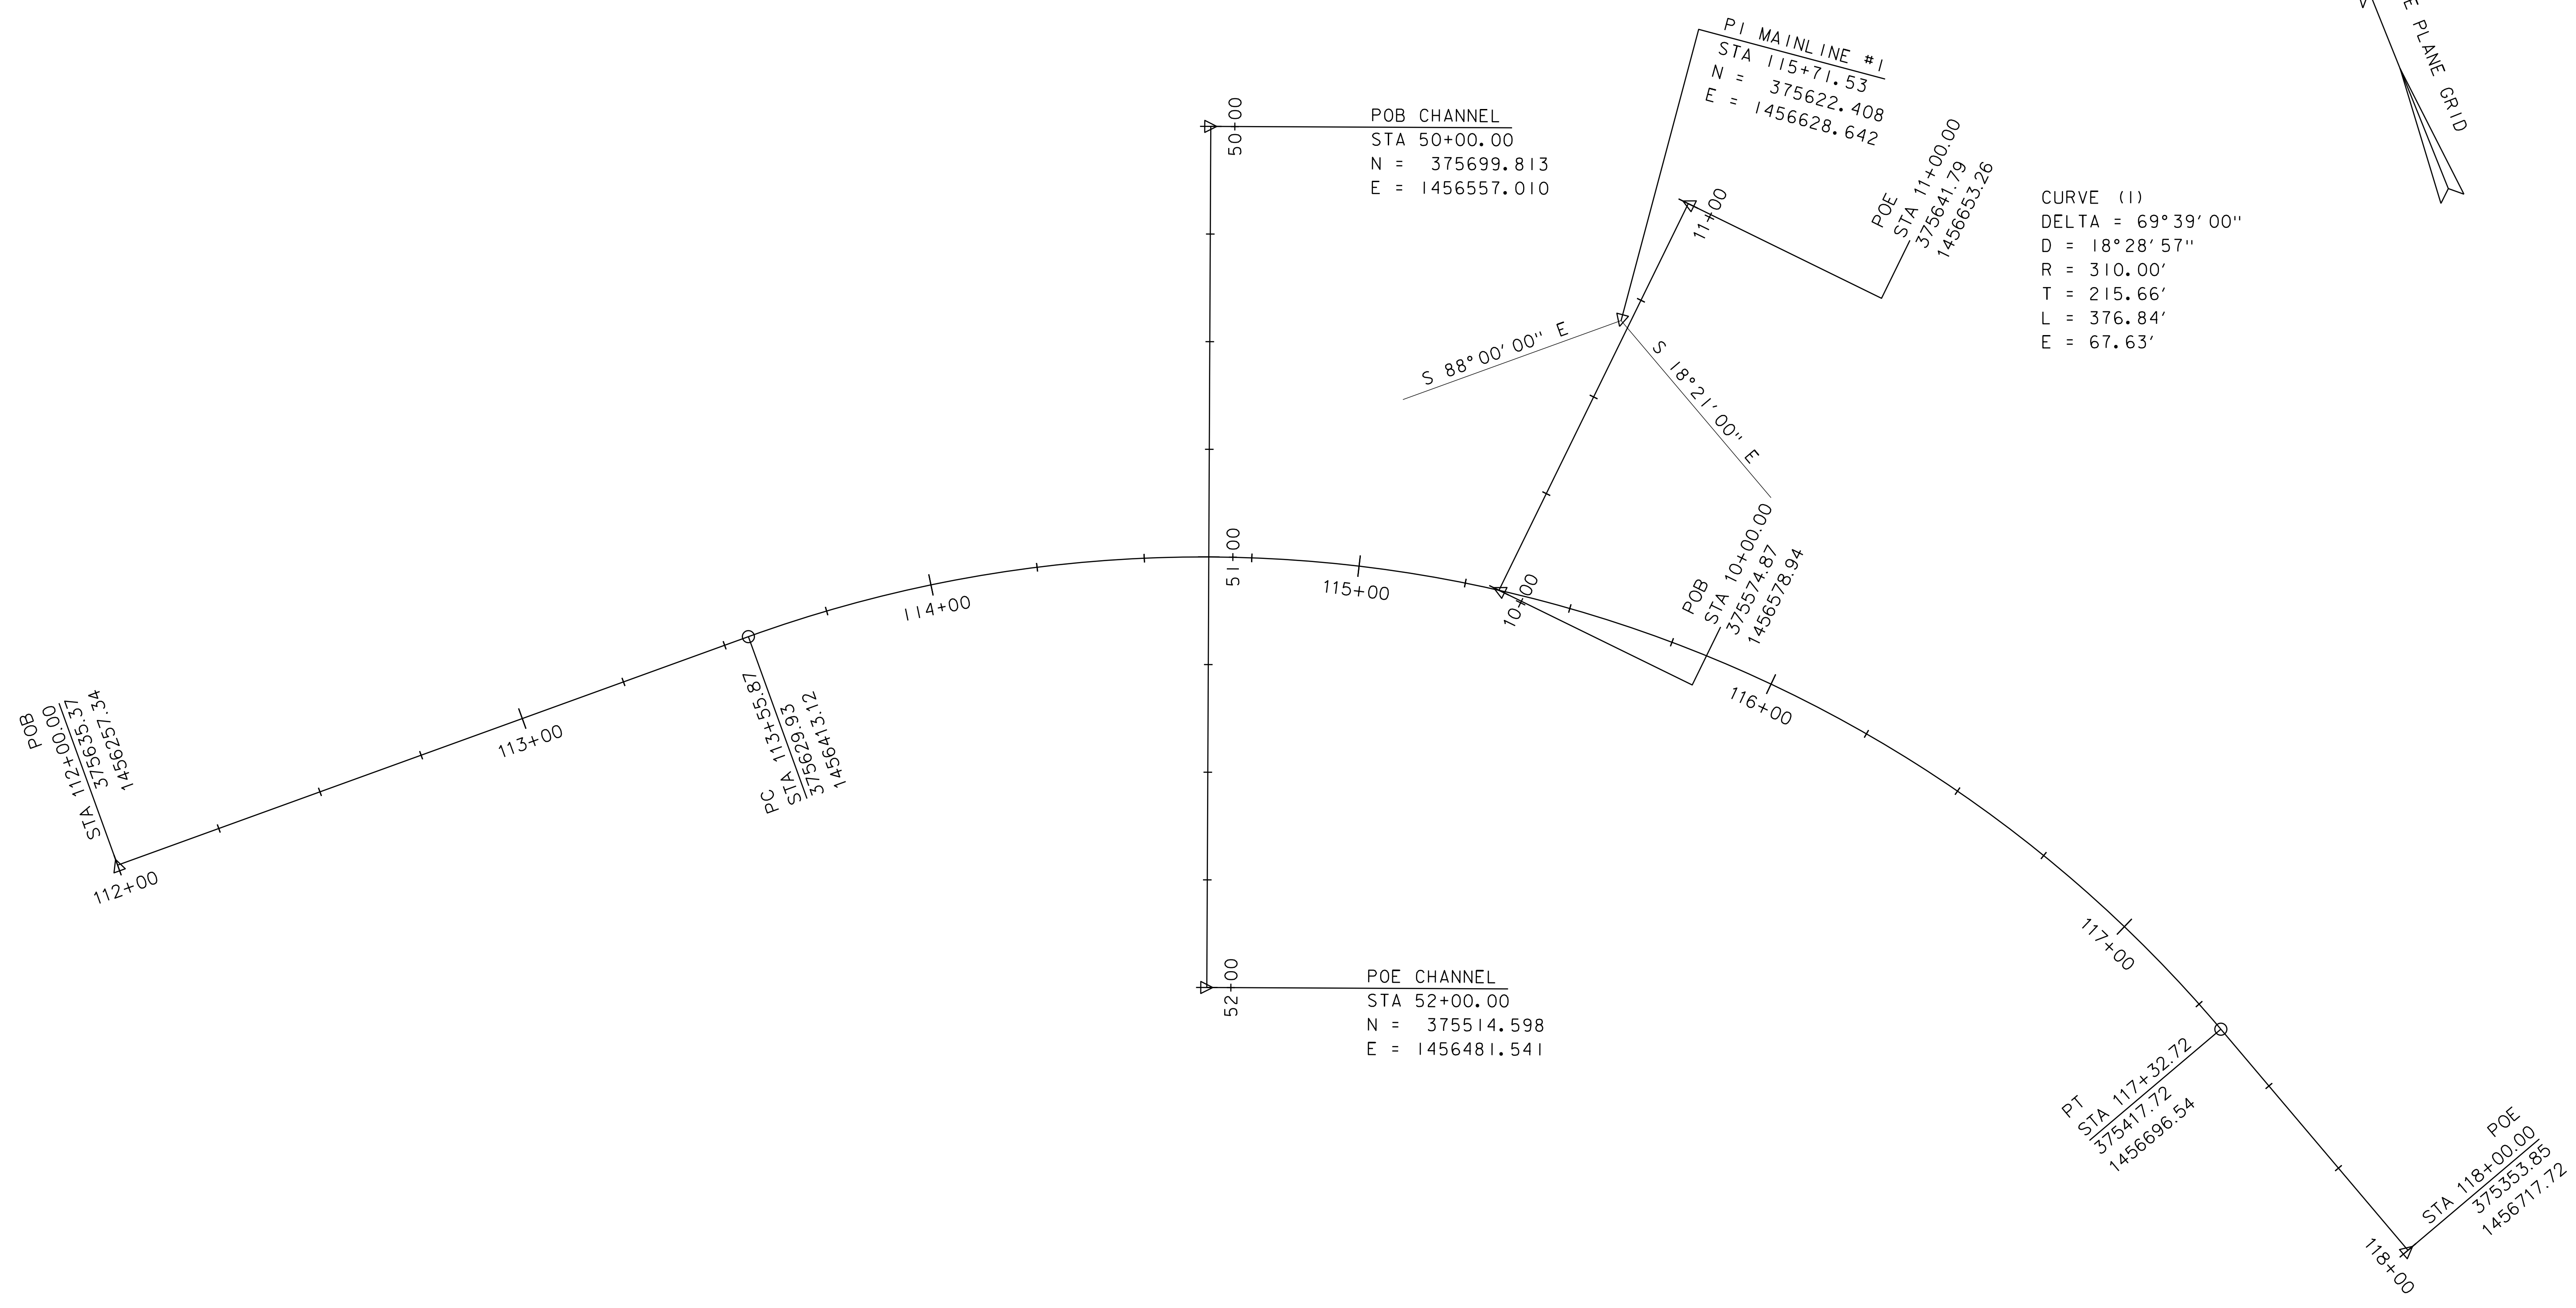 E PLANE GRID
PI MAINLINE #1
STA 115+71.53
N = 375622.408
E = 1456628.642
POB CHANNEL
STA 50+00.00
N = 375699.813
E = 1456557.010
50+00
POE
STA 11+00.00
375641.79
1456653.26
11+00
CURVE (1)
DELTA = 69°39'00"
D = 18°28'57"
R = 310.00'
T = 215.66'
L = 376.84'
E = 67.63'
S 88°00'00" E
S 18°21'00" E
POB
STA 10+00.00
375574.87
1456578.94
10+00
51+00
114+00
115+00
116+00
POB
STA 112+00.00
375635.37
1456257.34
112+00
113+00
PC
STA 113+55.87
375629.93
1456413.12
52+00
POE CHANNEL
STA 52+00.00
N = 375514.598
E = 1456481.541
117+00
PT
STA 117+32.72
375417.72
1456696.54
POE
STA 118+00.00
375353.85
1456717.72
118+00